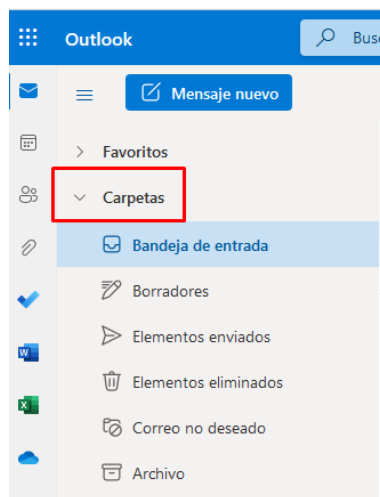 Outlook
Bus
Mensaje nuevo
Favoritos
Carpetas
Bandeja de entrada
Borradores
Elementos enviados
Elementos eliminados
Correo no deseado
Archivo